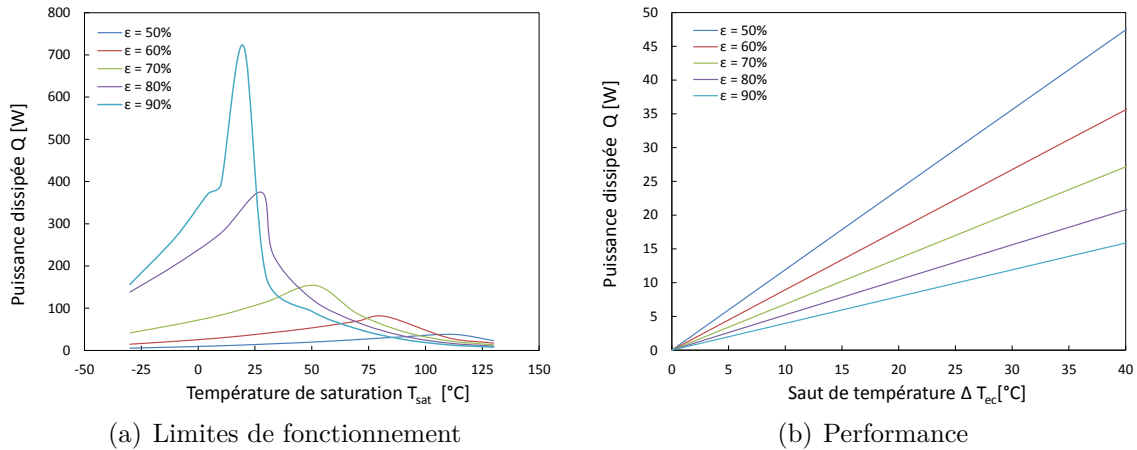 800
700
600
500
400
300
200
100
0
-50
-25
0
25
50
75
100
125
150
Puissance dissipée Q [W]
Température de saturation Tsat [°C]
ε = 50%
ε = 60%
ε = 70%
ε = 80%
ε = 90%
(a) Limites de fonctionnement
50
45
40
35
30
25
20
15
10
5
0
0
5
10
15
20
25
30
35
40
Puissance dissipée Q [W]
Saut de température Δ Tec[°C]
ε = 50%
ε = 60%
ε = 70%
ε = 80%
ε = 90%
(b) Performance